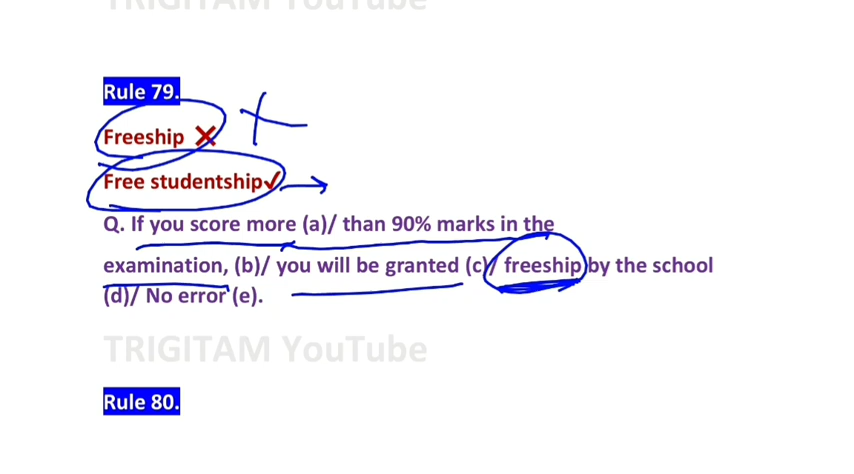 TRIGITAM YouTube
Rule 79.
Freeship ✗
Free studentship✓
Q. If you score more (a)/ than 90% marks in the
examination, (b)/ you will be granted (c)/ freeship by the school
(d)/ No error (e).
TRIGITAM YouTube
Rule 80.